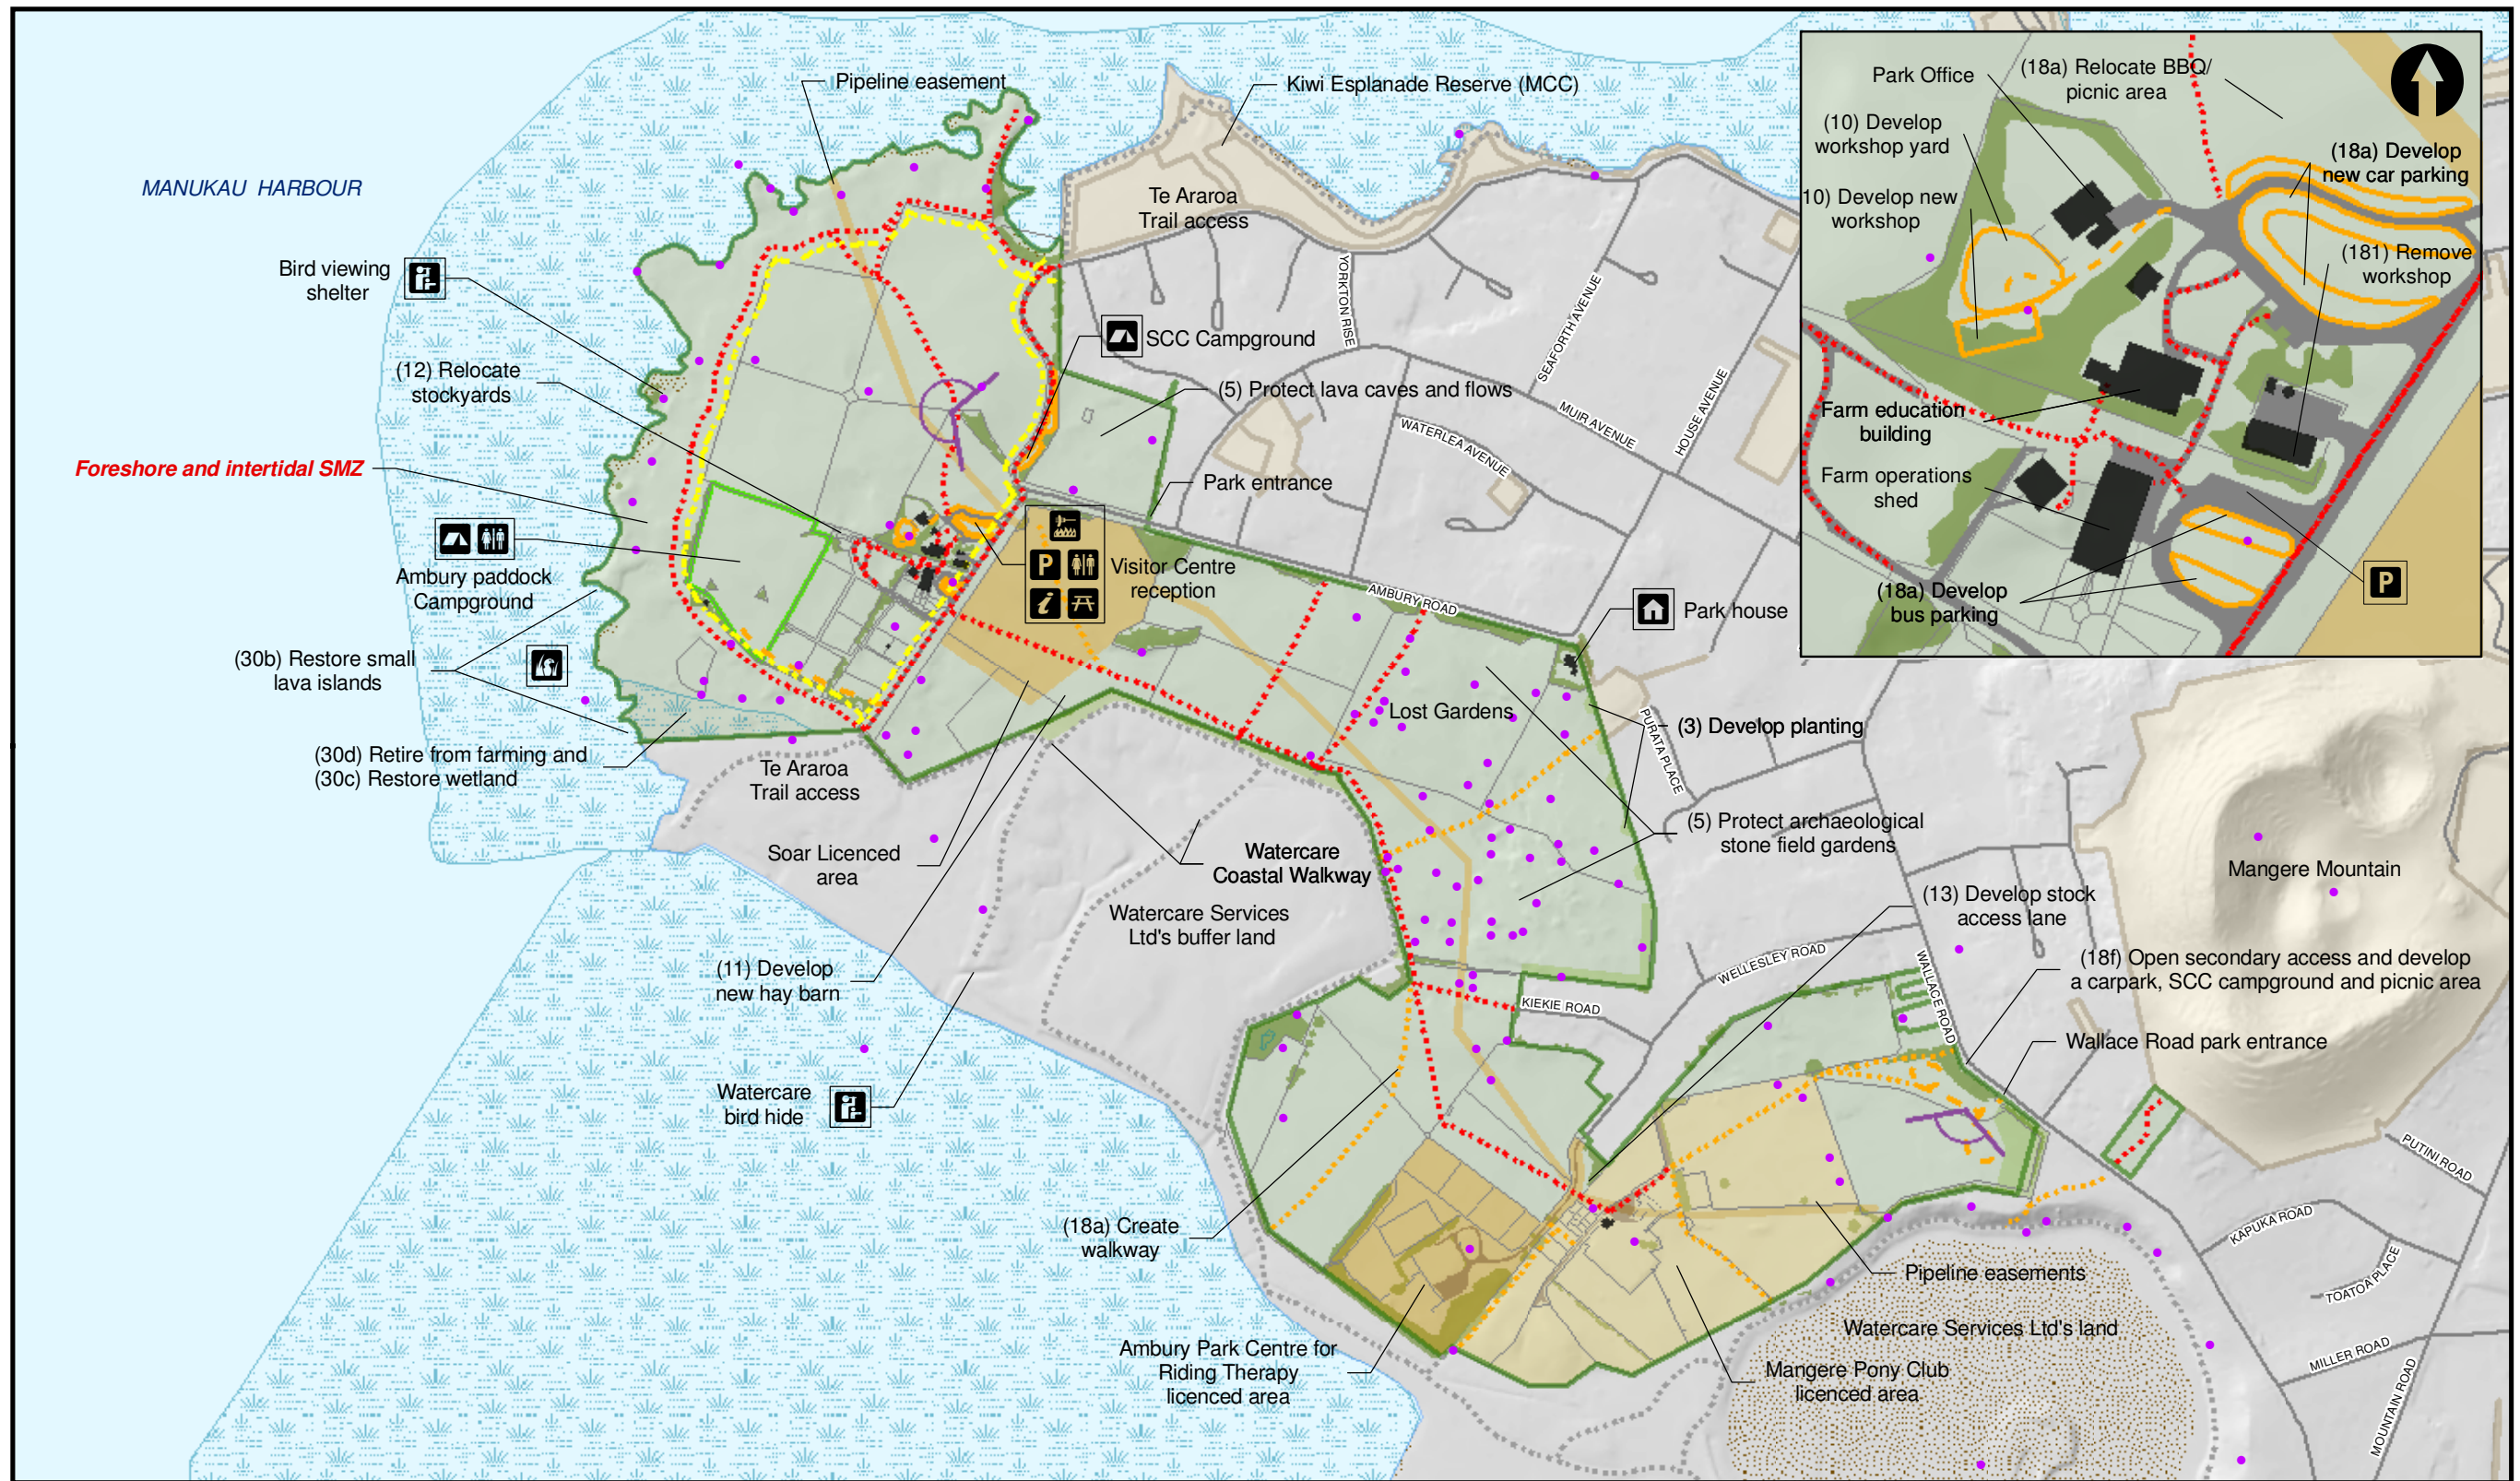 Pipeline easement
Kiwi Esplanade Reserve (MCC)
MANUKAU HARBOUR
Te Araroa
Trail access
Bird viewing
shelter
YORKTON RISE
SEAFORTH AVENUE
SCC Campground
(12) Relocate
stockyards
(5) Protect lava caves and flows
MUIR AVENUE
HOUSE AVENUE
WATERLEA AVENUE
Foreshore and intertidal SMZ
Park entrance
Ambury paddock
Campground
P
i
Visitor Centre
reception
AMBURY ROAD
Park house
(30b) Restore small
lava islands
Lost Gardens
(3) Develop planting
PURATA PLACE
(30d) Retire from farming and
(30c) Restore wetland
Te Araroa
Trail access
Soar Licenced
area
Watercare
Coastal Walkway
(5) Protect archaeological
stone field gardens
Mangere Mountain
Watercare Services
Ltd's buffer land
(13) Develop stock
access lane
(11) Develop
new hay barn
WELLESLEY ROAD
WALLACE ROAD
(18f) Open secondary access and develop
a carpark, SCC campground and picnic area
KIEKIE ROAD
Wallace Road park entrance
Watercare
bird hide
PUTINI ROAD
(18a) Create
walkway
KAPUKA ROAD
TOATOA PLACE
Pipeline easements
Watercare Services Ltd's land
Ambury Park Centre for
Riding Therapy
licenced area
Mangere Pony Club
licenced area
MILLER ROAD
MOUNTAIN ROAD
Park Office
(18a) Relocate BBQ/
picnic area
(10) Develop
workshop yard
(18a) Develop
new car parking
10) Develop new
workshop
(181) Remove
workshop
Farm education
building
Farm operations
shed
(18a) Develop
bus parking
P